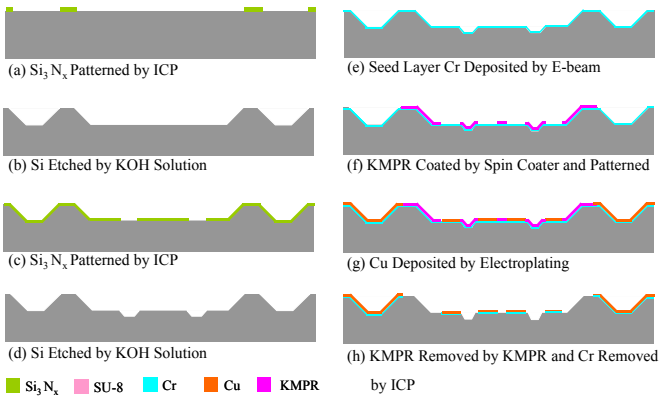 (a) Si₃ Nₓ Patterned by ICP
(b) Si Etched by KOH Solution
(c) Si₃ Nₓ Patterned by ICP
(d) Si Etched by KOH Solution
(e) Seed Layer Cr Deposited by E-beam
(f) KMPR Coated by Spin Coater and Patterned
(g) Cu Deposited by Electroplating
(h) KMPR Removed by KMPR and Cr Removed
by ICP
Si₃ Nₓ SU-8 Cr Cu KMPR